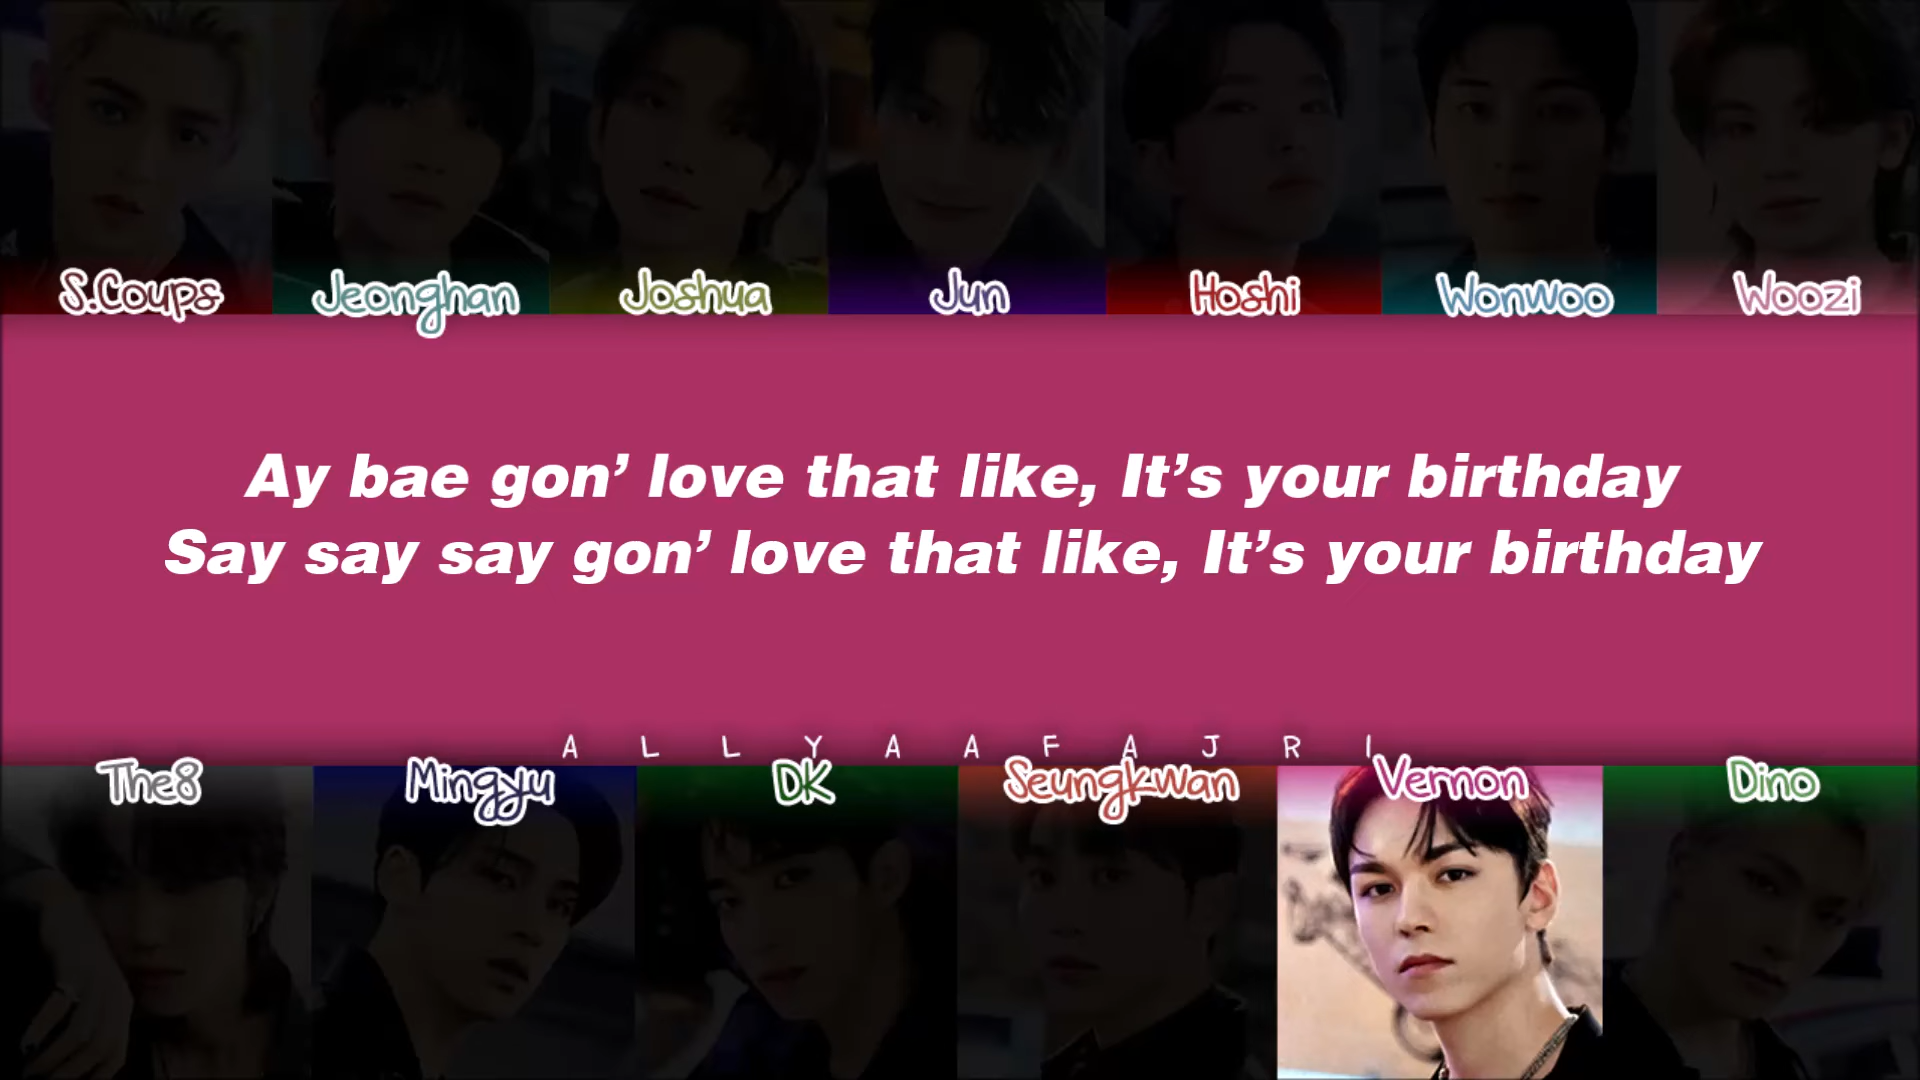 S.Coups Jeonghan Joshua Jun Hoshi Wonwoo Woozi
Ay bae gon’ love that like, It’s your birthday
Say say say gon’ love that like, It’s your birthday
A L L Y A A F A J R I
The8 Mingyu DK Seungkwan Vernon Dino